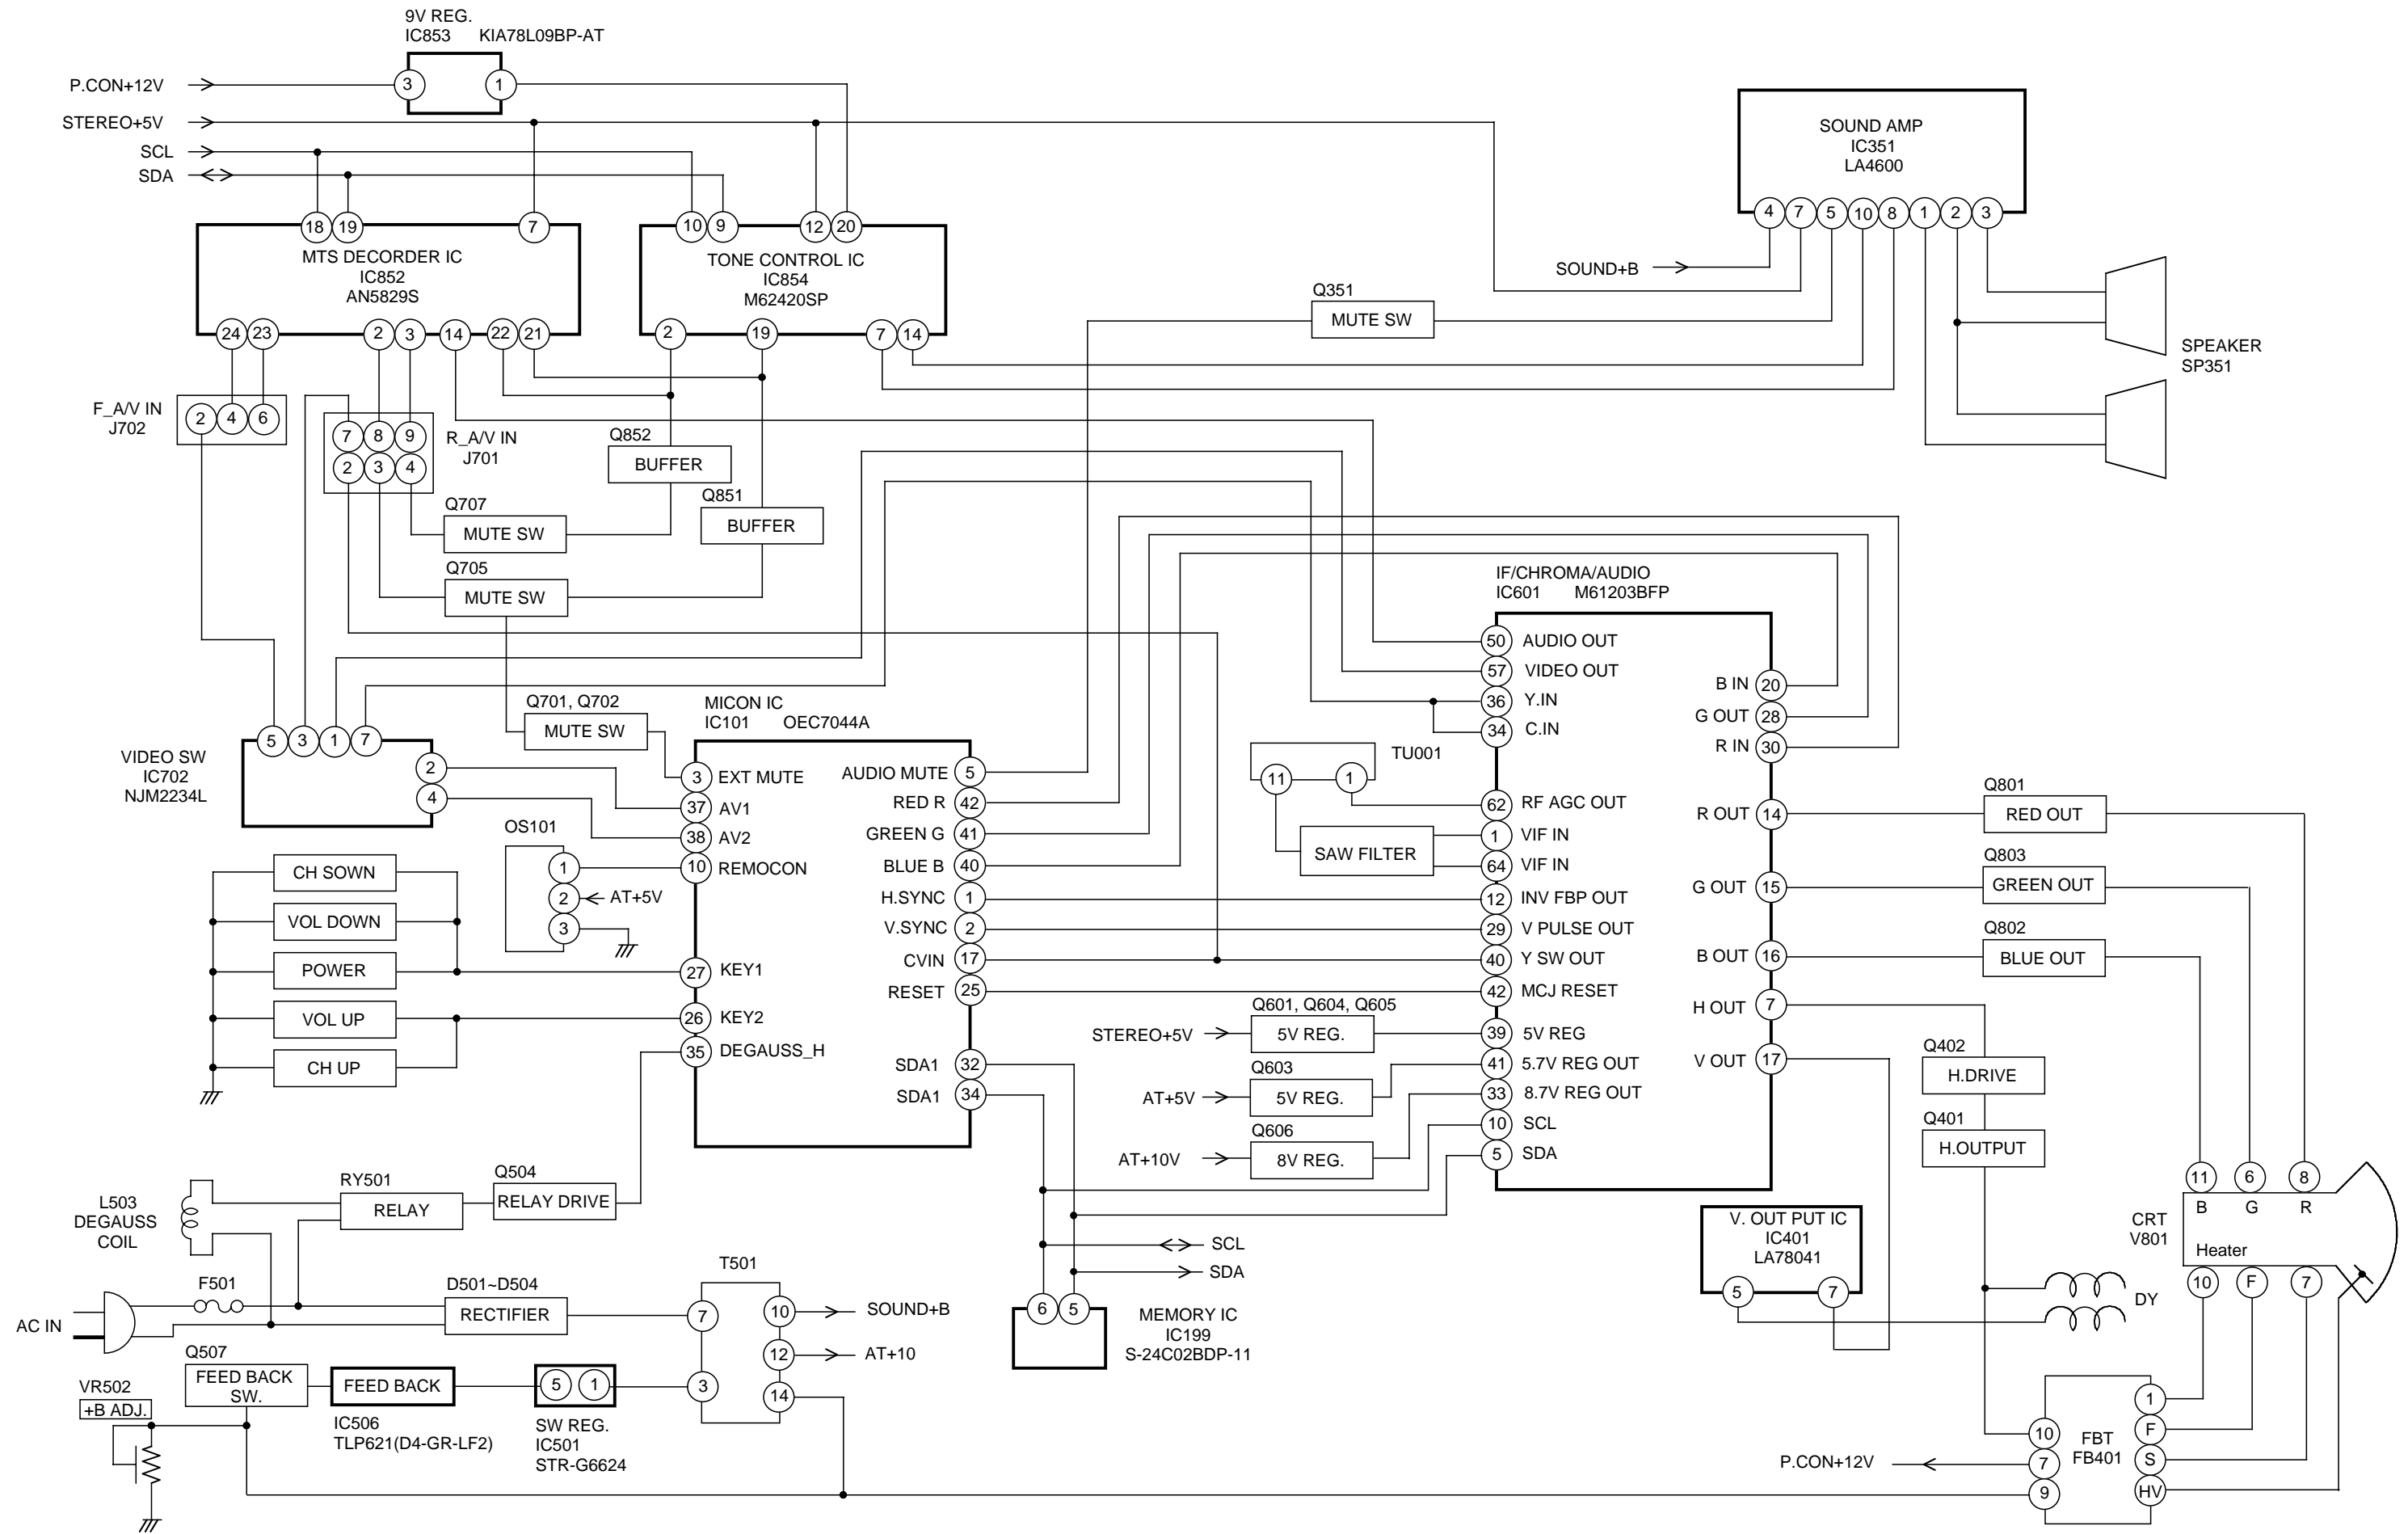 9V REG.
IC853 KIA78L09BP-AT
P.CON+12V
3 1
STEREO+5V
SCL
SDA
18 19 7
MTS DECORDER IC
IC852
AN5829S
24 23 2 3 14 22 21
10 9 12 20
TONE CONTROL IC
IC854
M62420SP
2 19 7 14
SOUND AMP
IC351
LA4600
4 7 5 10 8 1 2 3
SOUND+B
Q351
MUTE SW
SPEAKER
SP351
F_A/V IN
J702
2 4 6
7 8 9
2 3 4
R_A/V IN
J701
Q852
BUFFER
Q851
BUFFER
Q707
MUTE SW
Q705
MUTE SW
Q701, Q702
MUTE SW
VIDEO SW
IC702
NJM2234L
5 3 1 7
2
4
MICON IC
IC101 OEC7044A
3 EXT MUTE
37 AV1
38 AV2
10 REMOCON
27 KEY1
26 KEY2
35 DEGAUSS_H
AUDIO MUTE 5
RED R 42
GREEN G 41
BLUE B 40
H.SYNC 1
V.SYNC 2
CVIN 17
RESET 25
SDA1 32
SDA1 34
OS101
1
2 AT+5V
3
CH SOWN
VOL DOWN
POWER
VOL UP
CH UP
IF/CHROMA/AUDIO
IC601 M61203BFP
50 AUDIO OUT
57 VIDEO OUT
36 Y.IN
34 C.IN
62 RF AGC OUT
1 VIF IN
64 VIF IN
12 INV FBP OUT
29 V PULSE OUT
40 Y SW OUT
42 MCJ RESET
39 5V REG
41 5.7V REG OUT
33 8.7V REG OUT
10 SCL
5 SDA
B IN 20
G OUT 28
R IN 30
R OUT 14
G OUT 15
B OUT 16
H OUT 7
V OUT 17
TU001
11 1
SAW FILTER
Q601, Q604, Q605
STEREO+5V 5V REG.
Q603
AT+5V 5V REG.
Q606
AT+10V 8V REG.
Q801
RED OUT
Q803
GREEN OUT
Q802
BLUE OUT
Q402
H.DRIVE
Q401
H.OUTPUT
V. OUT PUT IC
IC401
LA78041
5 7
DY
11 6 8
B G R
CRT
V801
Heater
10 F 7
FBT
FB401
1
F
S
HV
10
7
9
P.CON+12V
L503
DEGAUSS
COIL
RY501
RELAY
Q504
RELAY DRIVE
F501
AC IN
D501~D504
RECTIFIER
T501
7
3
10 SOUND+B
12 AT+10
14
Q507
FEED BACK
SW.
FEED BACK
IC506
TLP621(D4-GR-LF2)
5 1
SW REG.
IC501
STR-G6624
VR502
+B ADJ.
SCL
SDA
6 5
MEMORY IC
IC199
S-24C02BDP-11